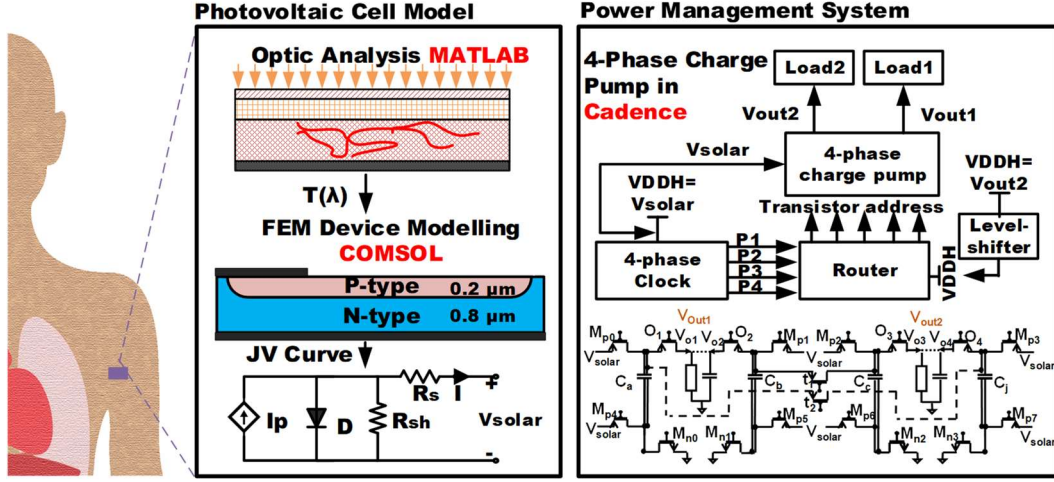 Photovoltaic Cell Model
Optic Analysis MATLAB
T(λ)
FEM Device Modelling
COMSOL
P-type 0.2 µm
N-type 0.8 µm
JV Curve
Rs I +
Ip D Rsh Vsolar
-
Power Management System
4-Phase Charge
Pump in
Cadence
Load2 Load1
Vout2 Vout1
Vsolar
4-phase
charge pump
VDDH=
Vsolar
VDDH=
Vout2
Transistor address
Level-
shifter
4-phase
Clock
P1
P2
P3
P4
Router
VDDH
VOut1 Vout2
Mp0 O1 Vo1 Vo2 O2 Mp1 Mp2 O3 Vo3 Vo4 O4 Mp3
Vsolar Vsolar Vsolar
Ca Cb t1 Cc Cj
t2
Mp4 Mp5 Mp6 Mp7
Vsolar Vsolar Vsolar
Mn0 Mn1 Mn2 Mn3